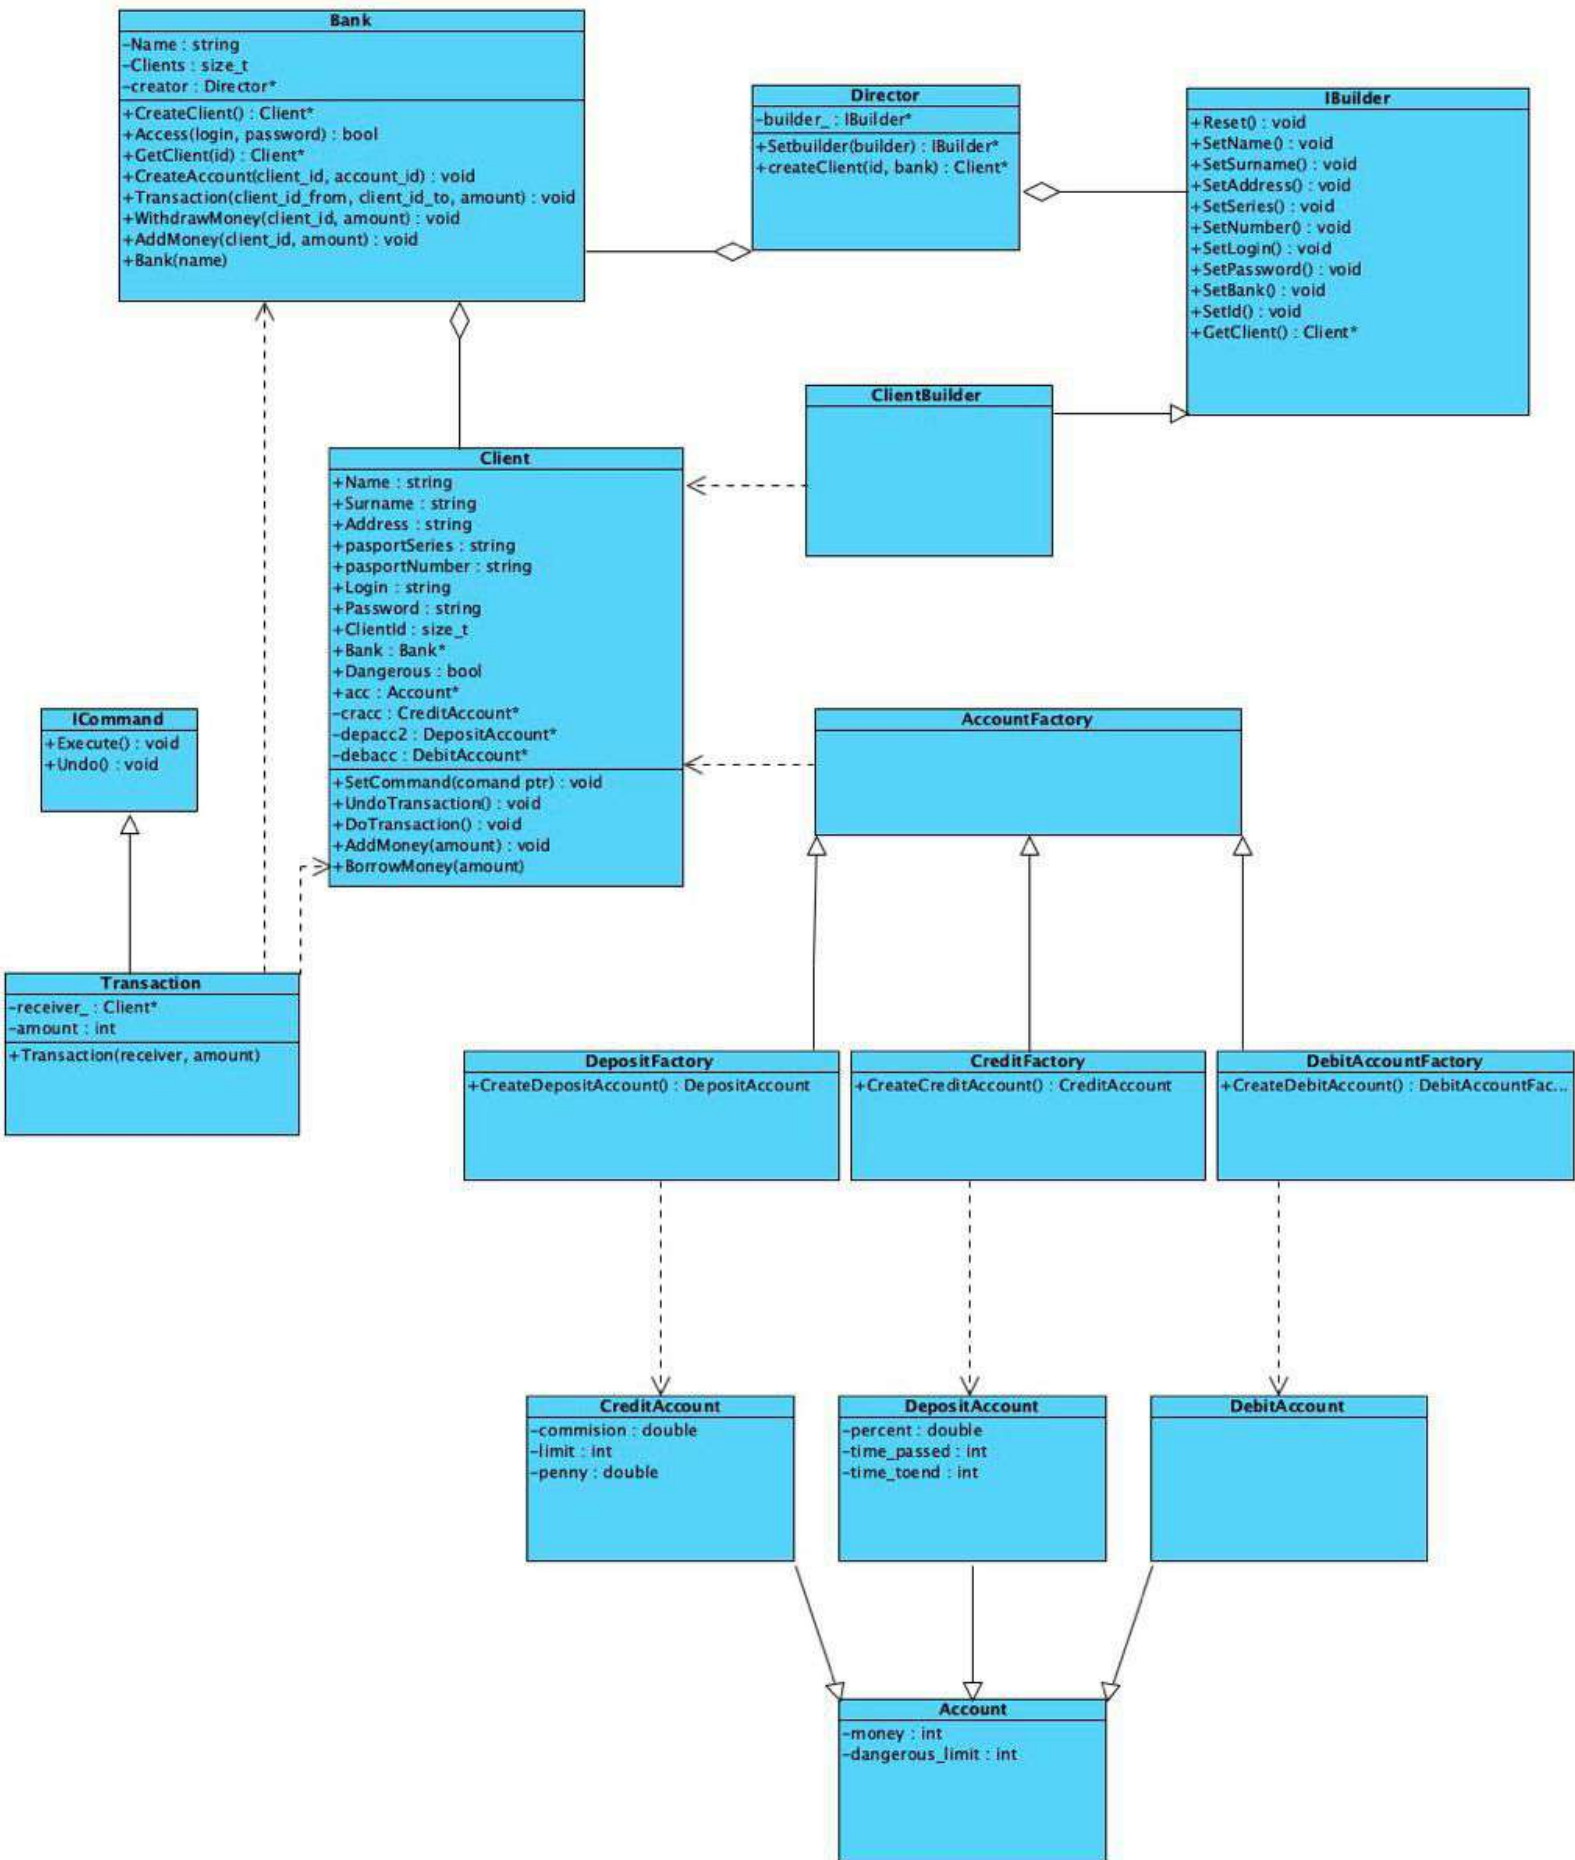 Bank
-Name : string
-Clients : size_t
-creator : Director*
+CreateClient() : Client*
+Access(login, password) : bool
+GetClient(id) : Client*
+CreateAccount(client_id, account_id) : void
+Transaction(client_id_from, client_id_to, amount) : void
+WithdrawMoney(client_id, amount) : void
+AddMoney(client_id, amount) : void
+Bank(name)
Director
-builder_ : IBuilder*
+Setbuilder(builder) : IBuilder*
+createClient(id, bank) : Client*
IBuilder
+Reset() : void
+SetName() : void
+SetSurname() : void
+SetAddress() : void
+SetSeries() : void
+SetNumber() : void
+SetLogin() : void
+SetPassword() : void
+SetBank() : void
+SetId() : void
+GetClient() : Client*
ClientBuilder
Client
+Name : string
+Surname : string
+Address : string
+pasportSeries : string
+pasportNumber : string
+Login : string
+Password : string
+ClientId : size_t
+Bank : Bank*
+Dangerous : bool
+acc : Account*
-cracc : CreditAccount*
-depacc2 : DepositAccount*
-debacc : DebitAccount*
+SetCommand(comand ptr) : void
+UndoTransaction() : void
+DoTransaction() : void
+AddMoney(amount) : void
+BorrowMoney(amount)
ICommand
+Execute() : void
+Undo() : void
AccountFactory
Transaction
-receiver_ : Client*
-amount : int
+Transaction(receiver, amount)
DepositFactory
+CreateDepositAccount() : DepositAccount
CreditFactory
+CreateCreditAccount() : CreditAccount
DebitAccountFactory
+CreateDebitAccount() : DebitAccountFac...
CreditAccount
-commision : double
-limit : int
-penny : double
DepositAccount
-percent : double
-time_passed : int
-time_toend : int
DebitAccount
Account
-money : int
-dangerous_limit : int